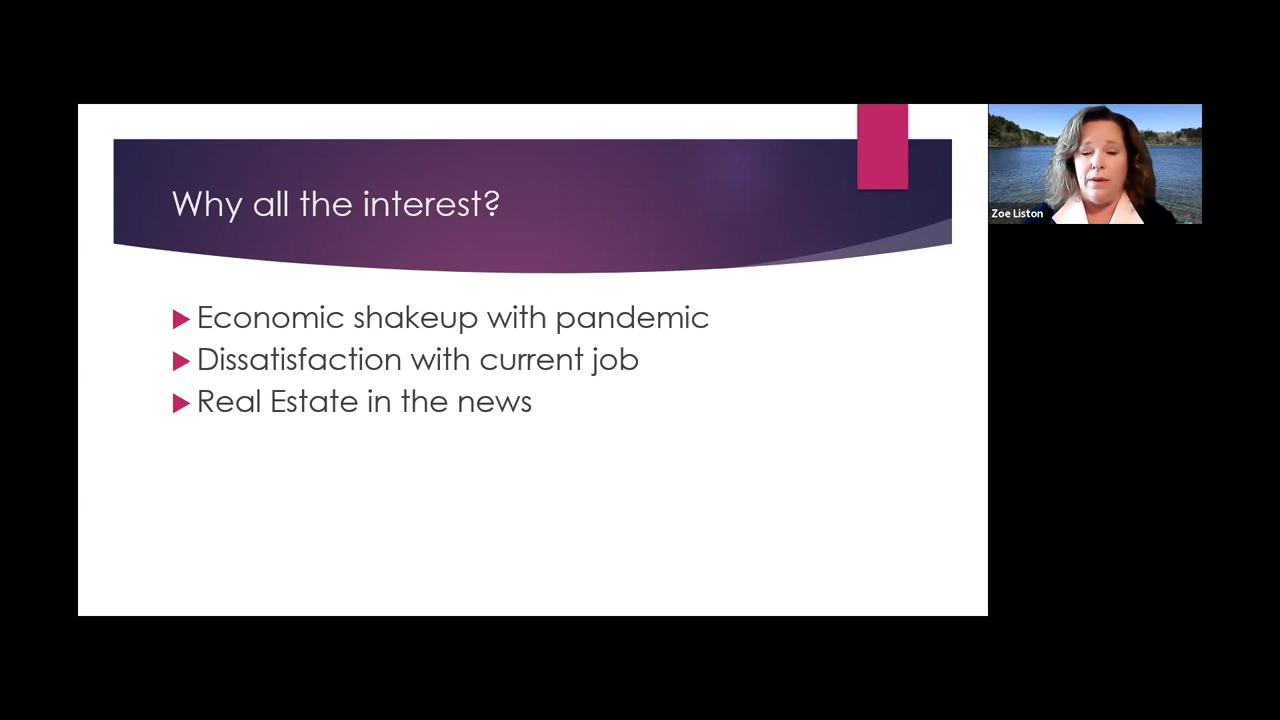 Why all the interest?
Economic shakeup with pandemic
Dissatisfaction with current job
Real Estate in the news
Zoe Liston